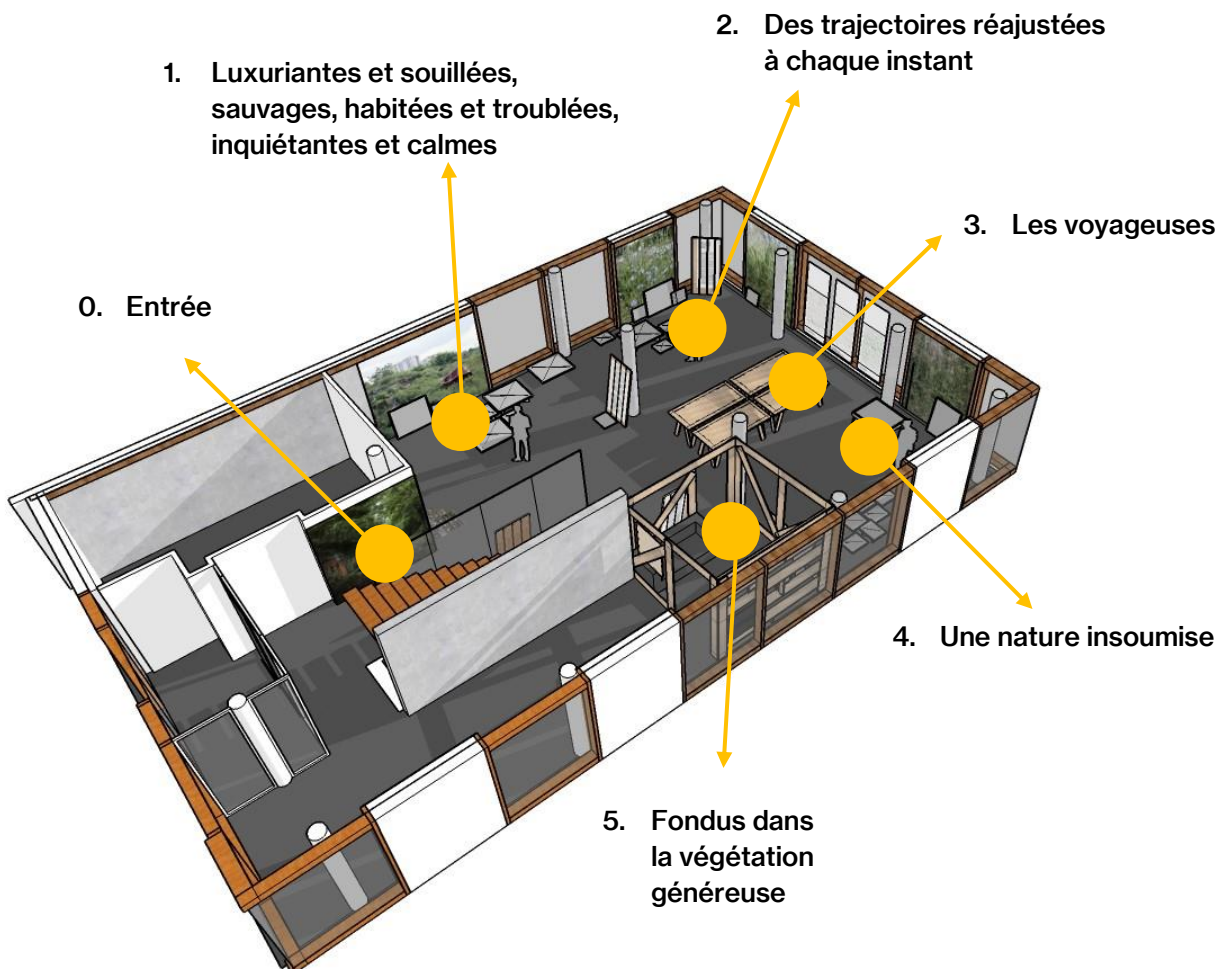 0. Entrée
1. Luxuriantes et souillées,
sauvages, habitées et troublées,
inquiétantes et calmes
2. Des trajectoires réajustées
à chaque instant
3. Les voyageuses
4. Une nature insoumise
5. Fondus dans
la végétation
généreuse